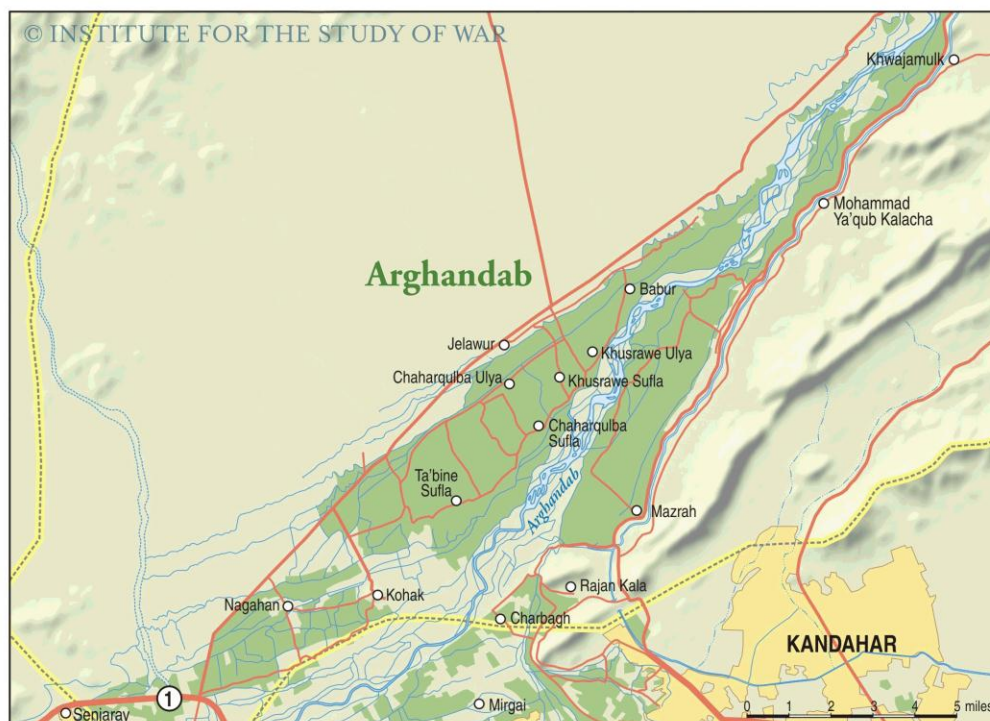 © INSTITUTE FOR THE STUDY OF WAR
Khwajamulk
Mohammad
Ya'qub Kalacha
Arghandab
Babur
Jelawur
Khusrawe Ulya
Chaharqulba Ulya
Khusrawe Sufla
Chaharqulba
Sufla
Ta'bine
Sufla
Arghandab
Mazrah
Rajan Kala
Kohak
Nagahan
Charbagh
KANDAHAR
1
Mirgai
Senjaray
0 1 2 3 4 5 miles